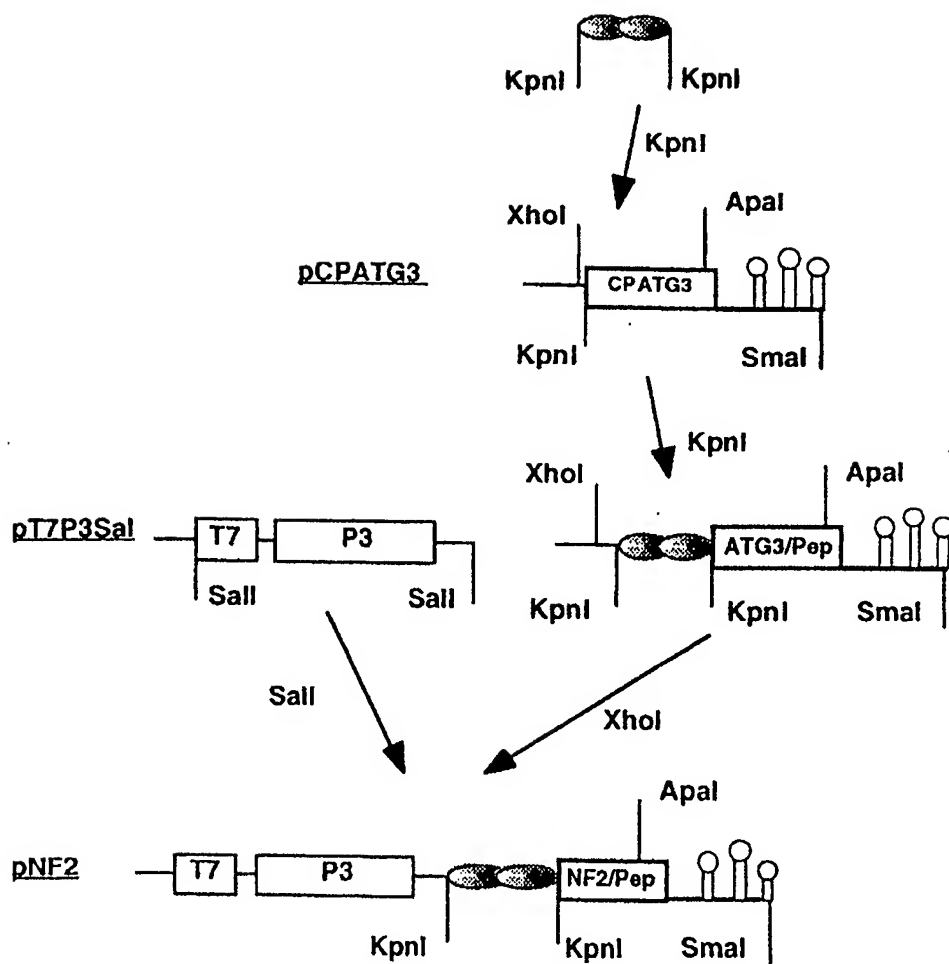 KpnI KpnI
KpnI
XhoI ApaI
pCPATG3
CPATG3
KpnI SmaI
KpnI
XhoI ApaI
pT7P3Sal T7 P3 ATG3/Pep
SalI SalI KpnI KpnI SmaI
SalI XhoI
ApaI
pNF2 T7 P3 NF2/Pep
KpnI KpnI SmaI